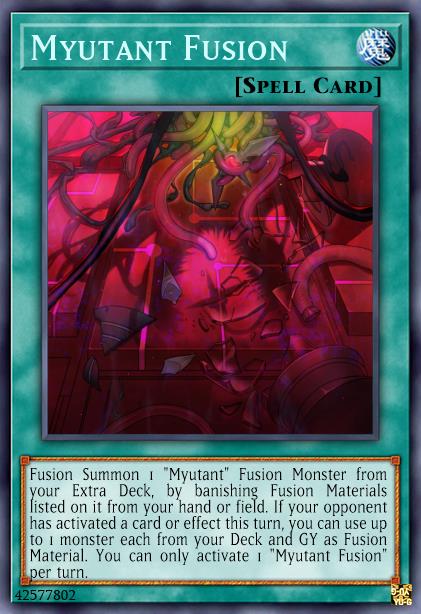 Myutant Fusion
魔
[Spell Card]
Fusion Summon 1 "Myutant" Fusion Monster from
your Extra Deck, by banishing Fusion Materials
listed on it from your hand or field. If your opponent
has activated a card or effect this turn, you can use up
to 1 monster each from your Deck and GY as Fusion
Material. You can only activate 1 "Myutant Fusion"
per turn.
42577802